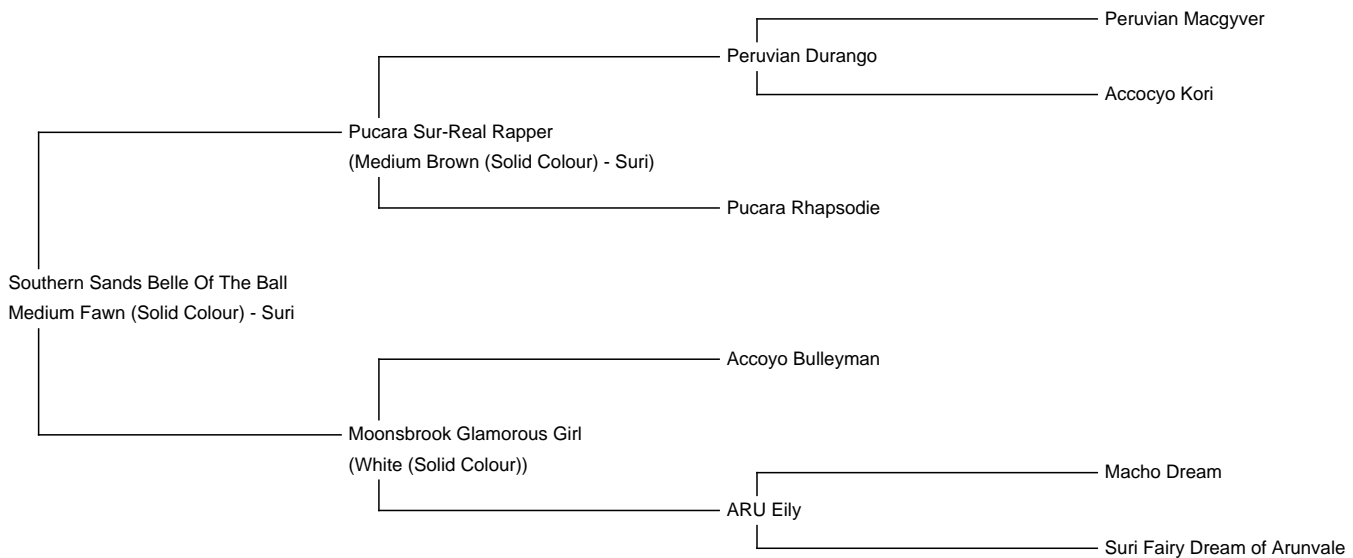 Peruvian Macgyver
Peruvian Durango
Accocyo Kori
Pucara Sur-Real Rapper
(Medium Brown (Solid Colour) - Suri)
Pucara Rhapsodie
Southern Sands Belle Of The Ball
Medium Fawn (Solid Colour) - Suri
Accoyo Bulleyman
Moonsbrook Glamorous Girl
(White (Solid Colour))
Macho Dream
ARU Eily
Suri Fairy Dream of Arunvale